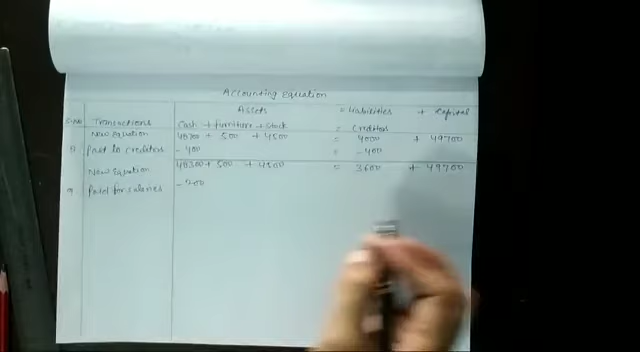 Accounting Equation
Assets = Liabilities + Capital
S.No Transactions Cash + furniture + Stock = Creditors
New Equation 48700 + 500 + 4500 = 4000 + 49700
8 Paid to creditors - 400 = - 400
New Equation 48300 + 500 + 4500 = 3600 + 49700
9 Paid for salaries - 200